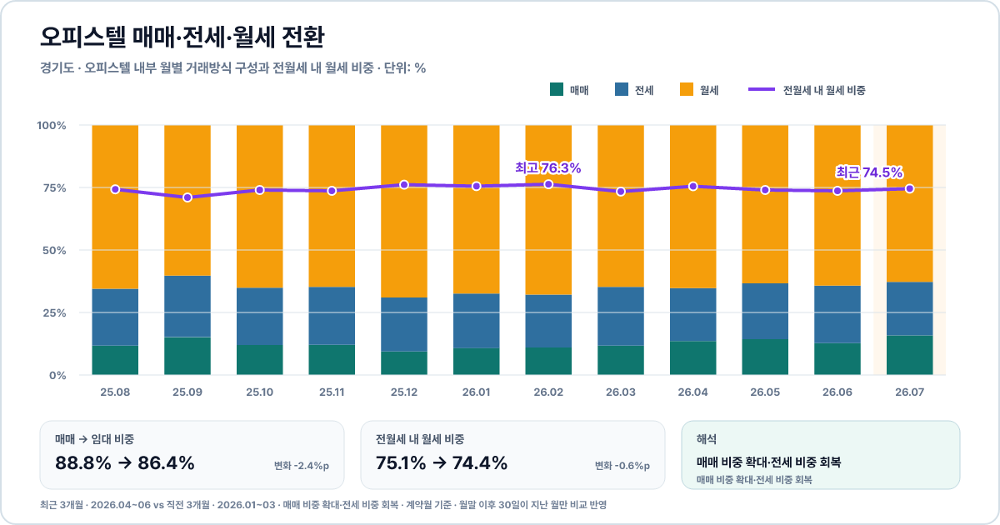 오피스텔 매매·전세·월세 전환
경기도 · 오피스텔 내부 월별 거래방식 구성과 전월세 내 월세 비중 · 단위: %
매매 전세 월세 전월세 내 월세 비중
100%
75%
50%
25%
0%
최고 76.3%
최근 74.5%
25.08 25.09 25.10 25.11 25.12 26.01 26.02 26.03 26.04 26.05 26.06 26.07
매매 → 임대 비중
88.8% → 86.4%
변화 -2.4%p
전월세 내 월세 비중
75.1% → 74.4%
변화 -0.6%p
해석
매매 비중 확대·전세 비중 회복
매매 비중 확대·전세 비중 회복
최근 3개월 · 2026.04~06 vs 직전 3개월 · 2026.01~03 · 매매 비중 확대·전세 비중 회복 · 계약월 기준 · 월말 이후 30일이 지난 월만 비교 반영